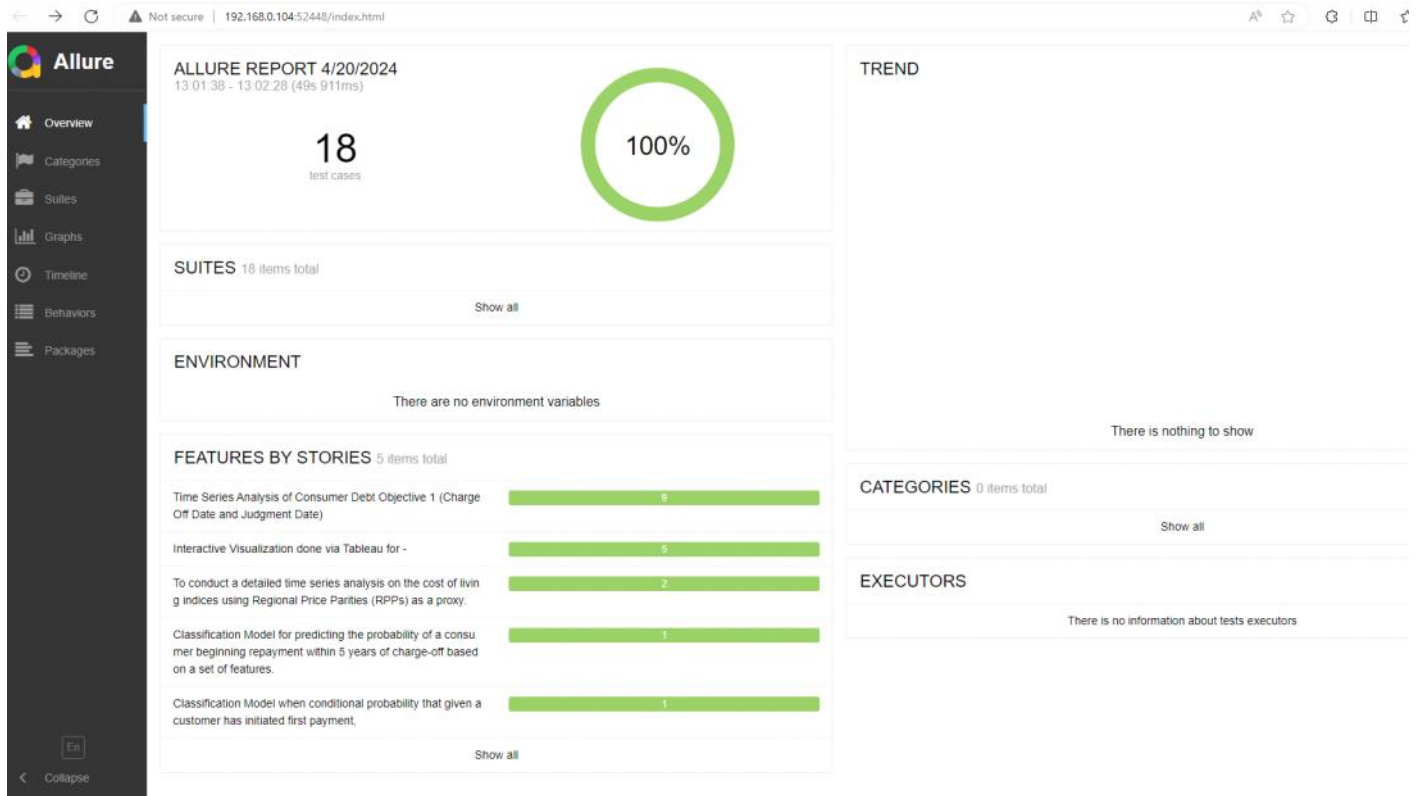 Not secure 192.168.0.104:52448/index.html
Allure
Overview
Categories
Suites
Graphs
Timeline
Behaviors
Packages
En
Collapse
ALLURE REPORT 4/20/2024
13:01:38 - 13:02:28 (49s 911ms)
18
test cases
100%
SUITES 18 items total
Show all
ENVIRONMENT
There are no environment variables
FEATURES BY STORIES 5 items total
Time Series Analysis of Consumer Debt Objective 1 (Charge
Off Date and Judgment Date)
9
Interactive Visualization done via Tableau for -
5
To conduct a detailed time series analysis on the cost of livin
g indices using Regional Price Parities (RPPs) as a proxy.
2
Classification Model for predicting the probability of a consu
mer beginning repayment within 5 years of charge-off based
on a set of features.
1
Classification Model when conditional probability that given a
customer has initiated first payment,
1
Show all
TREND
There is nothing to show
CATEGORIES 0 items total
Show all
EXECUTORS
There is no information about tests executors